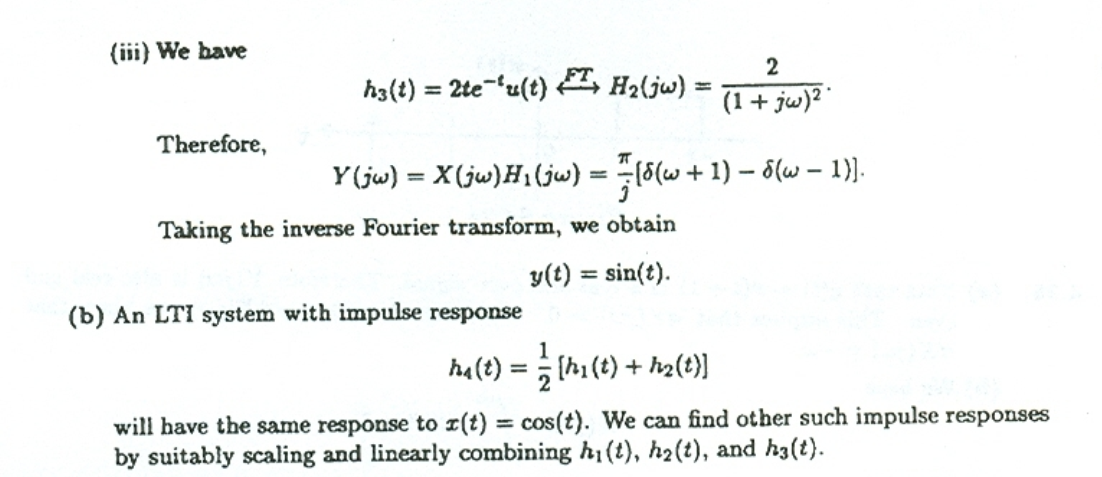 (iii) We have
h₃(t) = 2te⁻ᵗu(t) ←FT→ H₂(jω) = 2/(1 + jω)².
Therefore,
Y(jω) = X(jω)H₁(jω) = π/j[δ(ω + 1) − δ(ω − 1)].
Taking the inverse Fourier transform, we obtain
y(t) = sin(t).
(b) An LTI system with impulse response
h₄(t) = 1/2 [h₁(t) + h₂(t)]
will have the same response to x(t) = cos(t). We can find other such impulse responses
by suitably scaling and linearly combining h₁(t), h₂(t), and h₃(t).